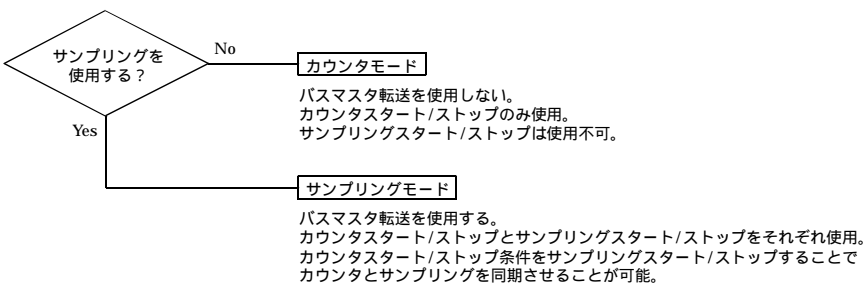 サンプリングを
使用する？
No
カウンタモード
バスマスタ転送を使用しない。
カウンタスタート/ストップのみ使用。
サンプリングスタート/ストップは使用不可。
Yes
サンプリングモード
バスマスタ転送を使用する。
カウンタスタート/ストップとサンプリングスタート/ストップをそれぞれ使用。
カウンタスタート/ストップ条件をサンプリングスタート/ストップすることで
カウンタとサンプリングを同期させることが可能。